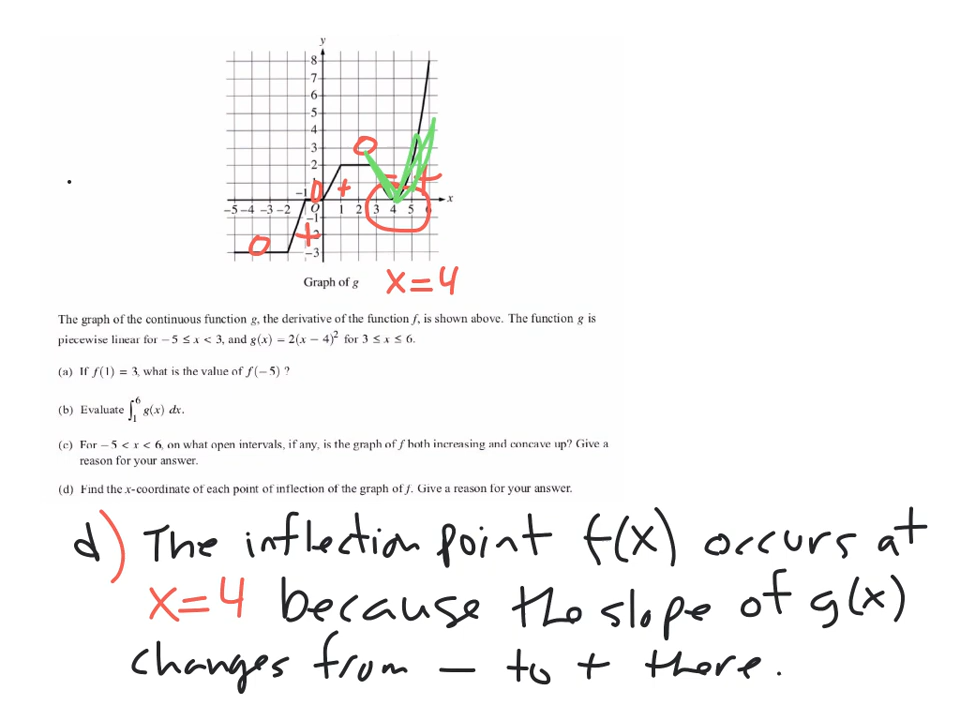 y
8
7
6
5
4
3
2
1
O
O + - +
-1
-5 -4 -3 -2 O 1 2 3 4 5 6 x
-1
O +
-3
Graph of g x=4
The graph of the continuous function g, the derivative of the function f, is shown above. The function g is
piecewise linear for −5 ≤ x < 3, and g(x) = 2(x − 4)² for 3 ≤ x ≤ 6.
(a) If f(1) = 3, what is the value of f(−5) ?
(b) Evaluate ∫₁⁶ g(x) dx.
(c) For −5 < x < 6, on what open intervals, if any, is the graph of f both increasing and concave up? Give a
reason for your answer.
(d) Find the x-coordinate of each point of inflection of the graph of f. Give a reason for your answer.
d) The inflection point f(x) occurs at
x=4 because the slope of g(x)
changes from − to + there.